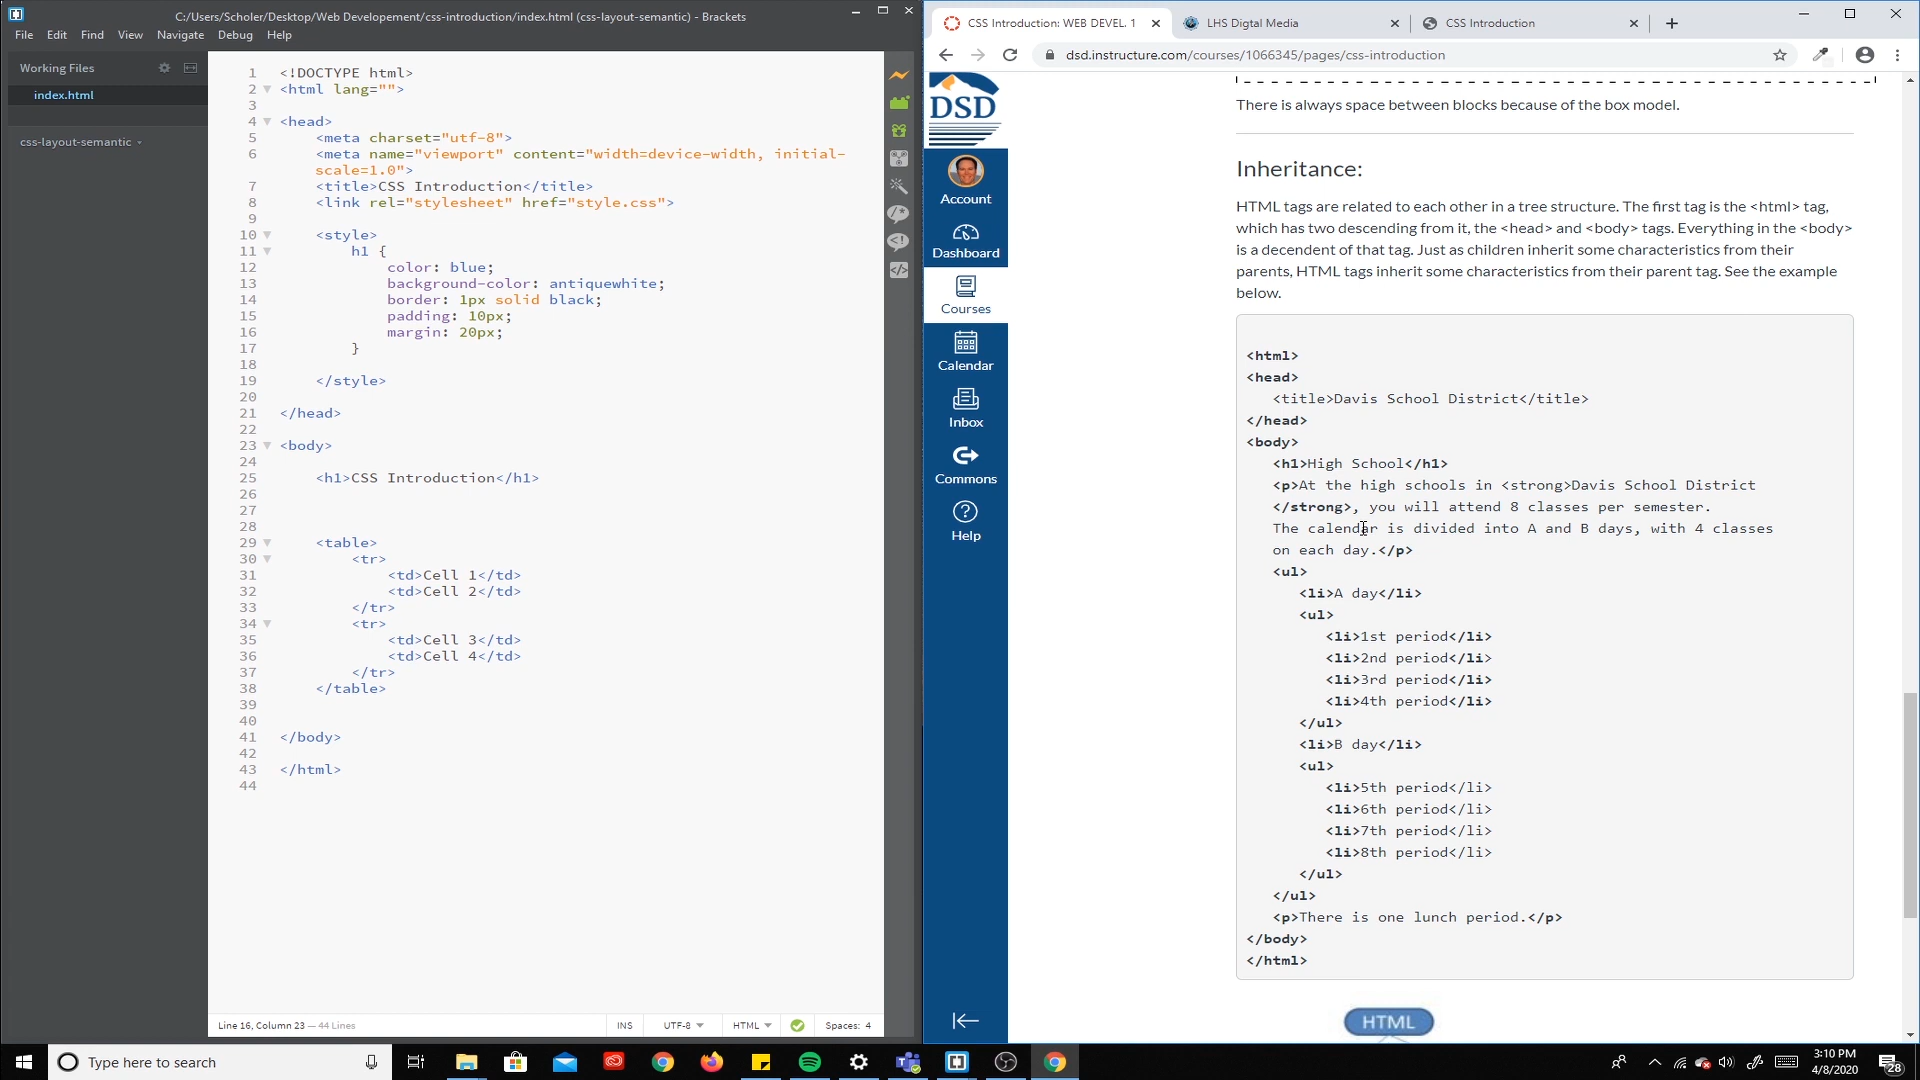 C:/Users/Scholer/Desktop/Web Developement/css-introduction/index.html (css-layout-semantic) - Brackets
File Edit Find View Navigate Debug Help
Working Files
index.html
css-layout-semantic
1 <!DOCTYPE html>
2 <html lang="">
3
4 <head>
5 <meta charset="utf-8">
6 <meta name="viewport" content="width=device-width, initial-
scale=1.0">
7 <title>CSS Introduction</title>
8 <link rel="stylesheet" href="style.css">
9
10 <style>
11 h1 {
12 color: blue;
13 background-color: antiquewhite;
14 border: 1px solid black;
15 padding: 10px;
16 margin: 20px;
17 }
18
19 </style>
20
21 </head>
22
23 <body>
24
25 <h1>CSS Introduction</h1>
26
27
28
29 <table>
30 <tr>
31 <td>Cell 1</td>
32 <td>Cell 2</td>
33 </tr>
34 <tr>
35 <td>Cell 3</td>
36 <td>Cell 4</td>
37 </tr>
38 </table>
39
40
41 </body>
42
43 </html>
44
Line 16, Column 23 — 44 Lines
INS UTF-8 HTML Spaces: 4
CSS Introduction: WEB DEVEL. 1
LHS Digtal Media
CSS Introduction
dsd.instructure.com/courses/1066345/pages/css-introduction
DSD
Account
Dashboard
Courses
Calendar
Inbox
Commons
Help
There is always space between blocks because of the box model.
Inheritance:
HTML tags are related to each other in a tree structure. The first tag is the <html> tag,
which has two descending from it, the <head> and <body> tags. Everything in the <body>
is a decendent of that tag. Just as children inherit some characteristics from their
parents, HTML tags inherit some characteristics from their parent tag. See the example
below.
<html>
<head>
<title>Davis School District</title>
</head>
<body>
<h1>High School</h1>
<p>At the high schools in <strong>Davis School District
</strong>, you will attend 8 classes per semester.
The calendar is divided into A and B days, with 4 classes
on each day.</p>
<ul>
<li>A day</li>
<ul>
<li>1st period</li>
<li>2nd period</li>
<li>3rd period</li>
<li>4th period</li>
</ul>
<li>B day</li>
<ul>
<li>5th period</li>
<li>6th period</li>
<li>7th period</li>
<li>8th period</li>
</ul>
</ul>
<p>There is one lunch period.</p>
</body>
</html>
HTML
Type here to search
3:10 PM
4/8/2020
28